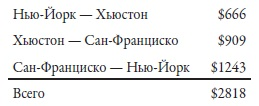 Нью-Йорк — Хьюстон $666
Хьюстон — Сан-Франциско $909
Сан-Франциско — Нью-Йорк $1243
Всего $2818